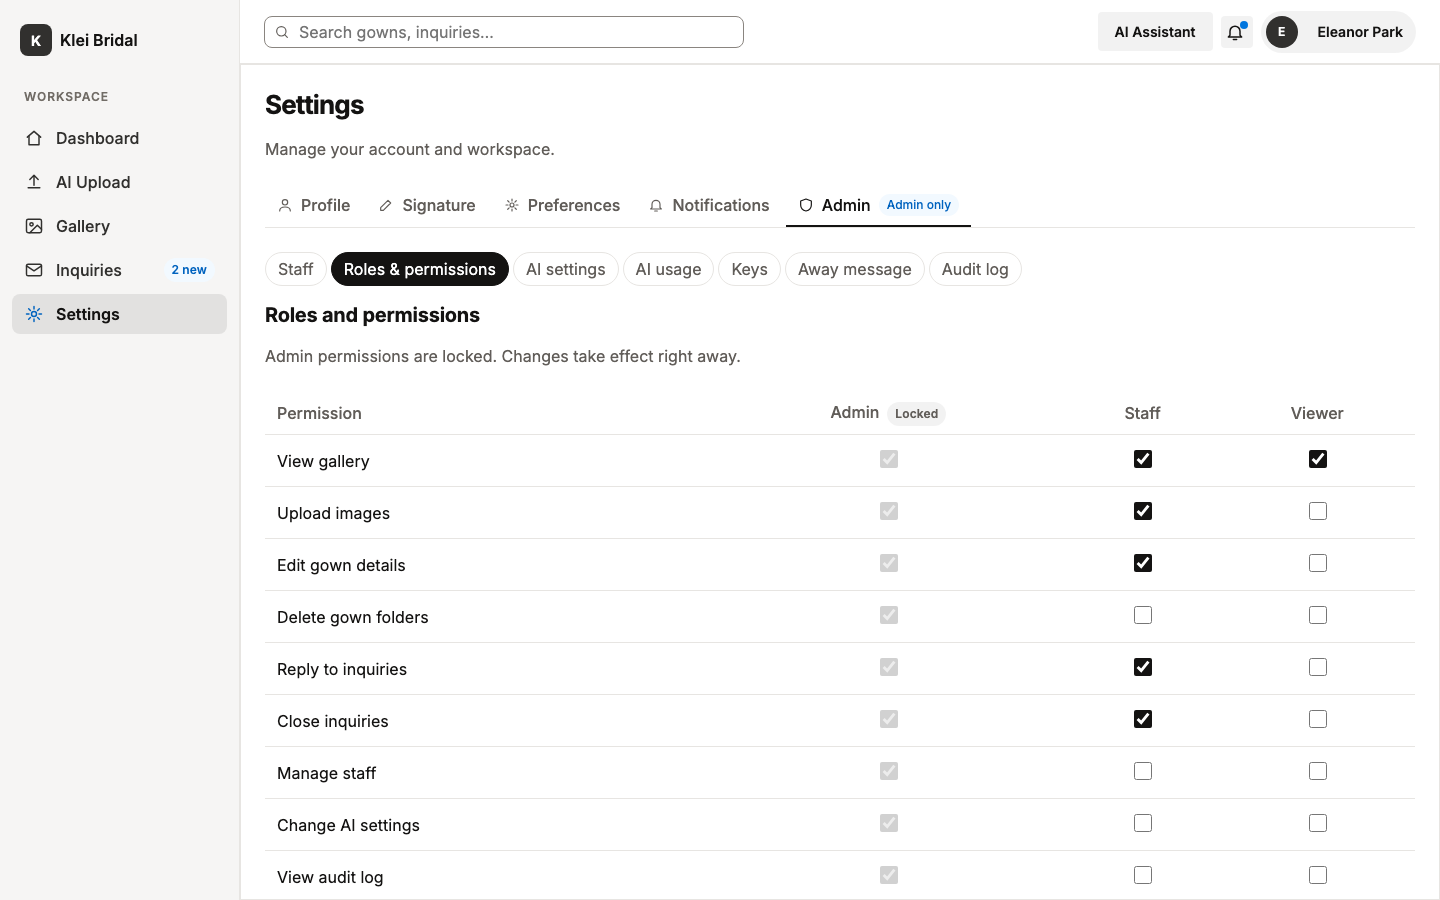 K Klei Bridal
WORKSPACE
Dashboard
AI Upload
Gallery
Inquiries 2 new
Settings
Search gowns, inquiries...
AI Assistant
E Eleanor Park
Settings
Manage your account and workspace.
Profile Signature Preferences Notifications Admin Admin only
Staff Roles & permissions AI settings AI usage Keys Away message Audit log
Roles and permissions
Admin permissions are locked. Changes take effect right away.
Permission Admin Locked Staff Viewer
View gallery
Upload images
Edit gown details
Delete gown folders
Reply to inquiries
Close inquiries
Manage staff
Change AI settings
View audit log